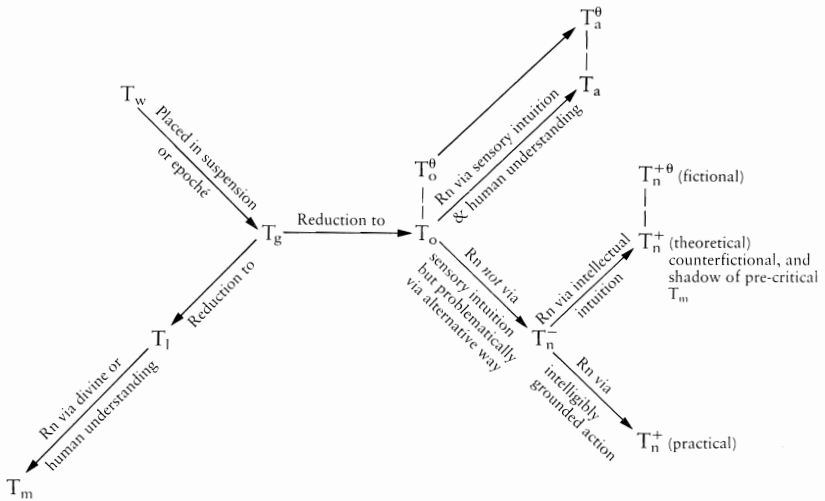 T_a^θ
T_w
T_a
Placed in suspension
or epoché
Rn via sensory intuition
& human understanding
T_o^θ
T_n^{+θ} (fictional)
T_g
Reduction to
T_o
T_n^+ (theoretical)
counterfictional, and
shadow of pre-critical
T_m
Reduction to
Rn not via
sensory intuition
but problematically
via alternative way
Rn via intellectual
intuition
T_l
T_n^−
Rn via divine or
human understanding
Rn via
intelligibly
grounded action
T_n^+ (practical)
T_m